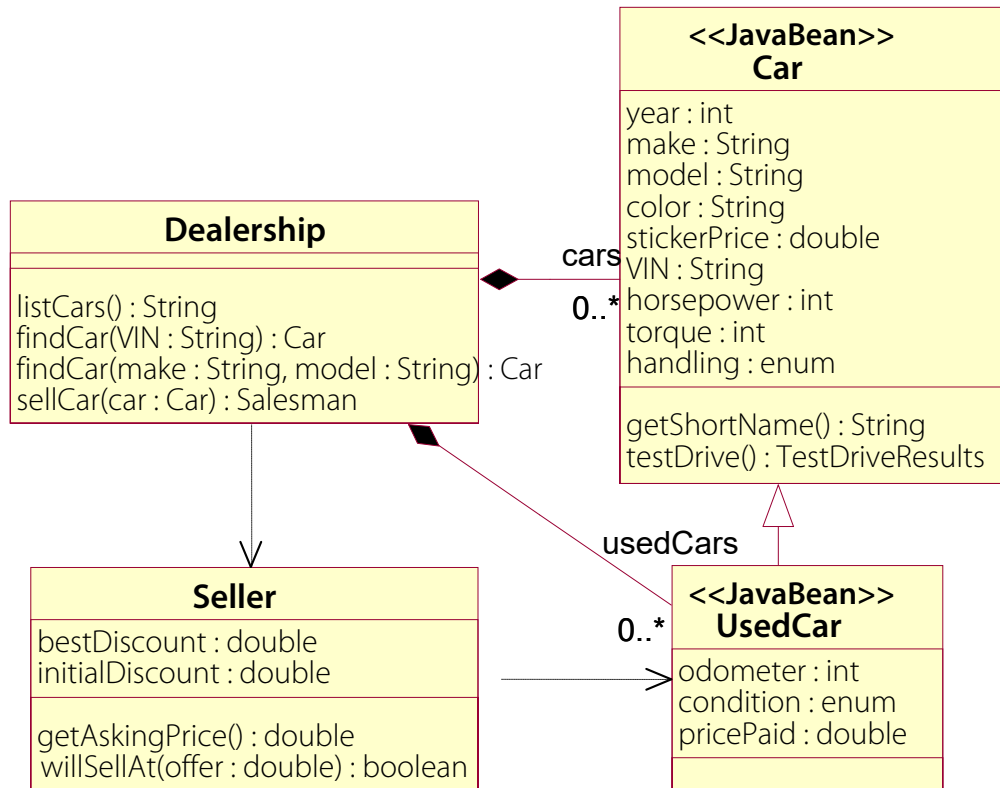 <<JavaBean>>
Car
year : int
make : String
model : String
color : String
stickerPrice : double
VIN : String
horsepower : int
torque : int
handling : enum
getShortName() : String
testDrive() : TestDriveResults
Dealership
listCars() : String
findCar(VIN : String) : Car
findCar(make : String, model : String) : Car
sellCar(car : Car) : Salesman
cars
0..*
usedCars
0..*
Seller
bestDiscount : double
initialDiscount : double
getAskingPrice() : double
willSellAt(offer : double) : boolean
<<JavaBean>>
UsedCar
odometer : int
condition : enum
pricePaid : double